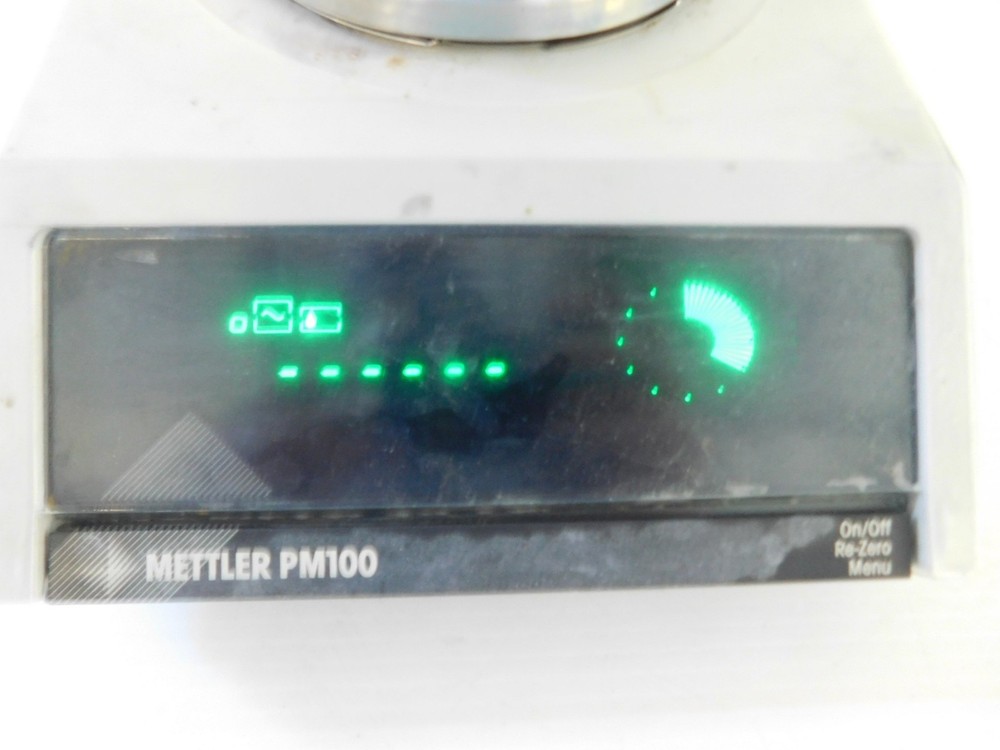 ------
METTLER PM100
On/Off
Re-Zero
Menu